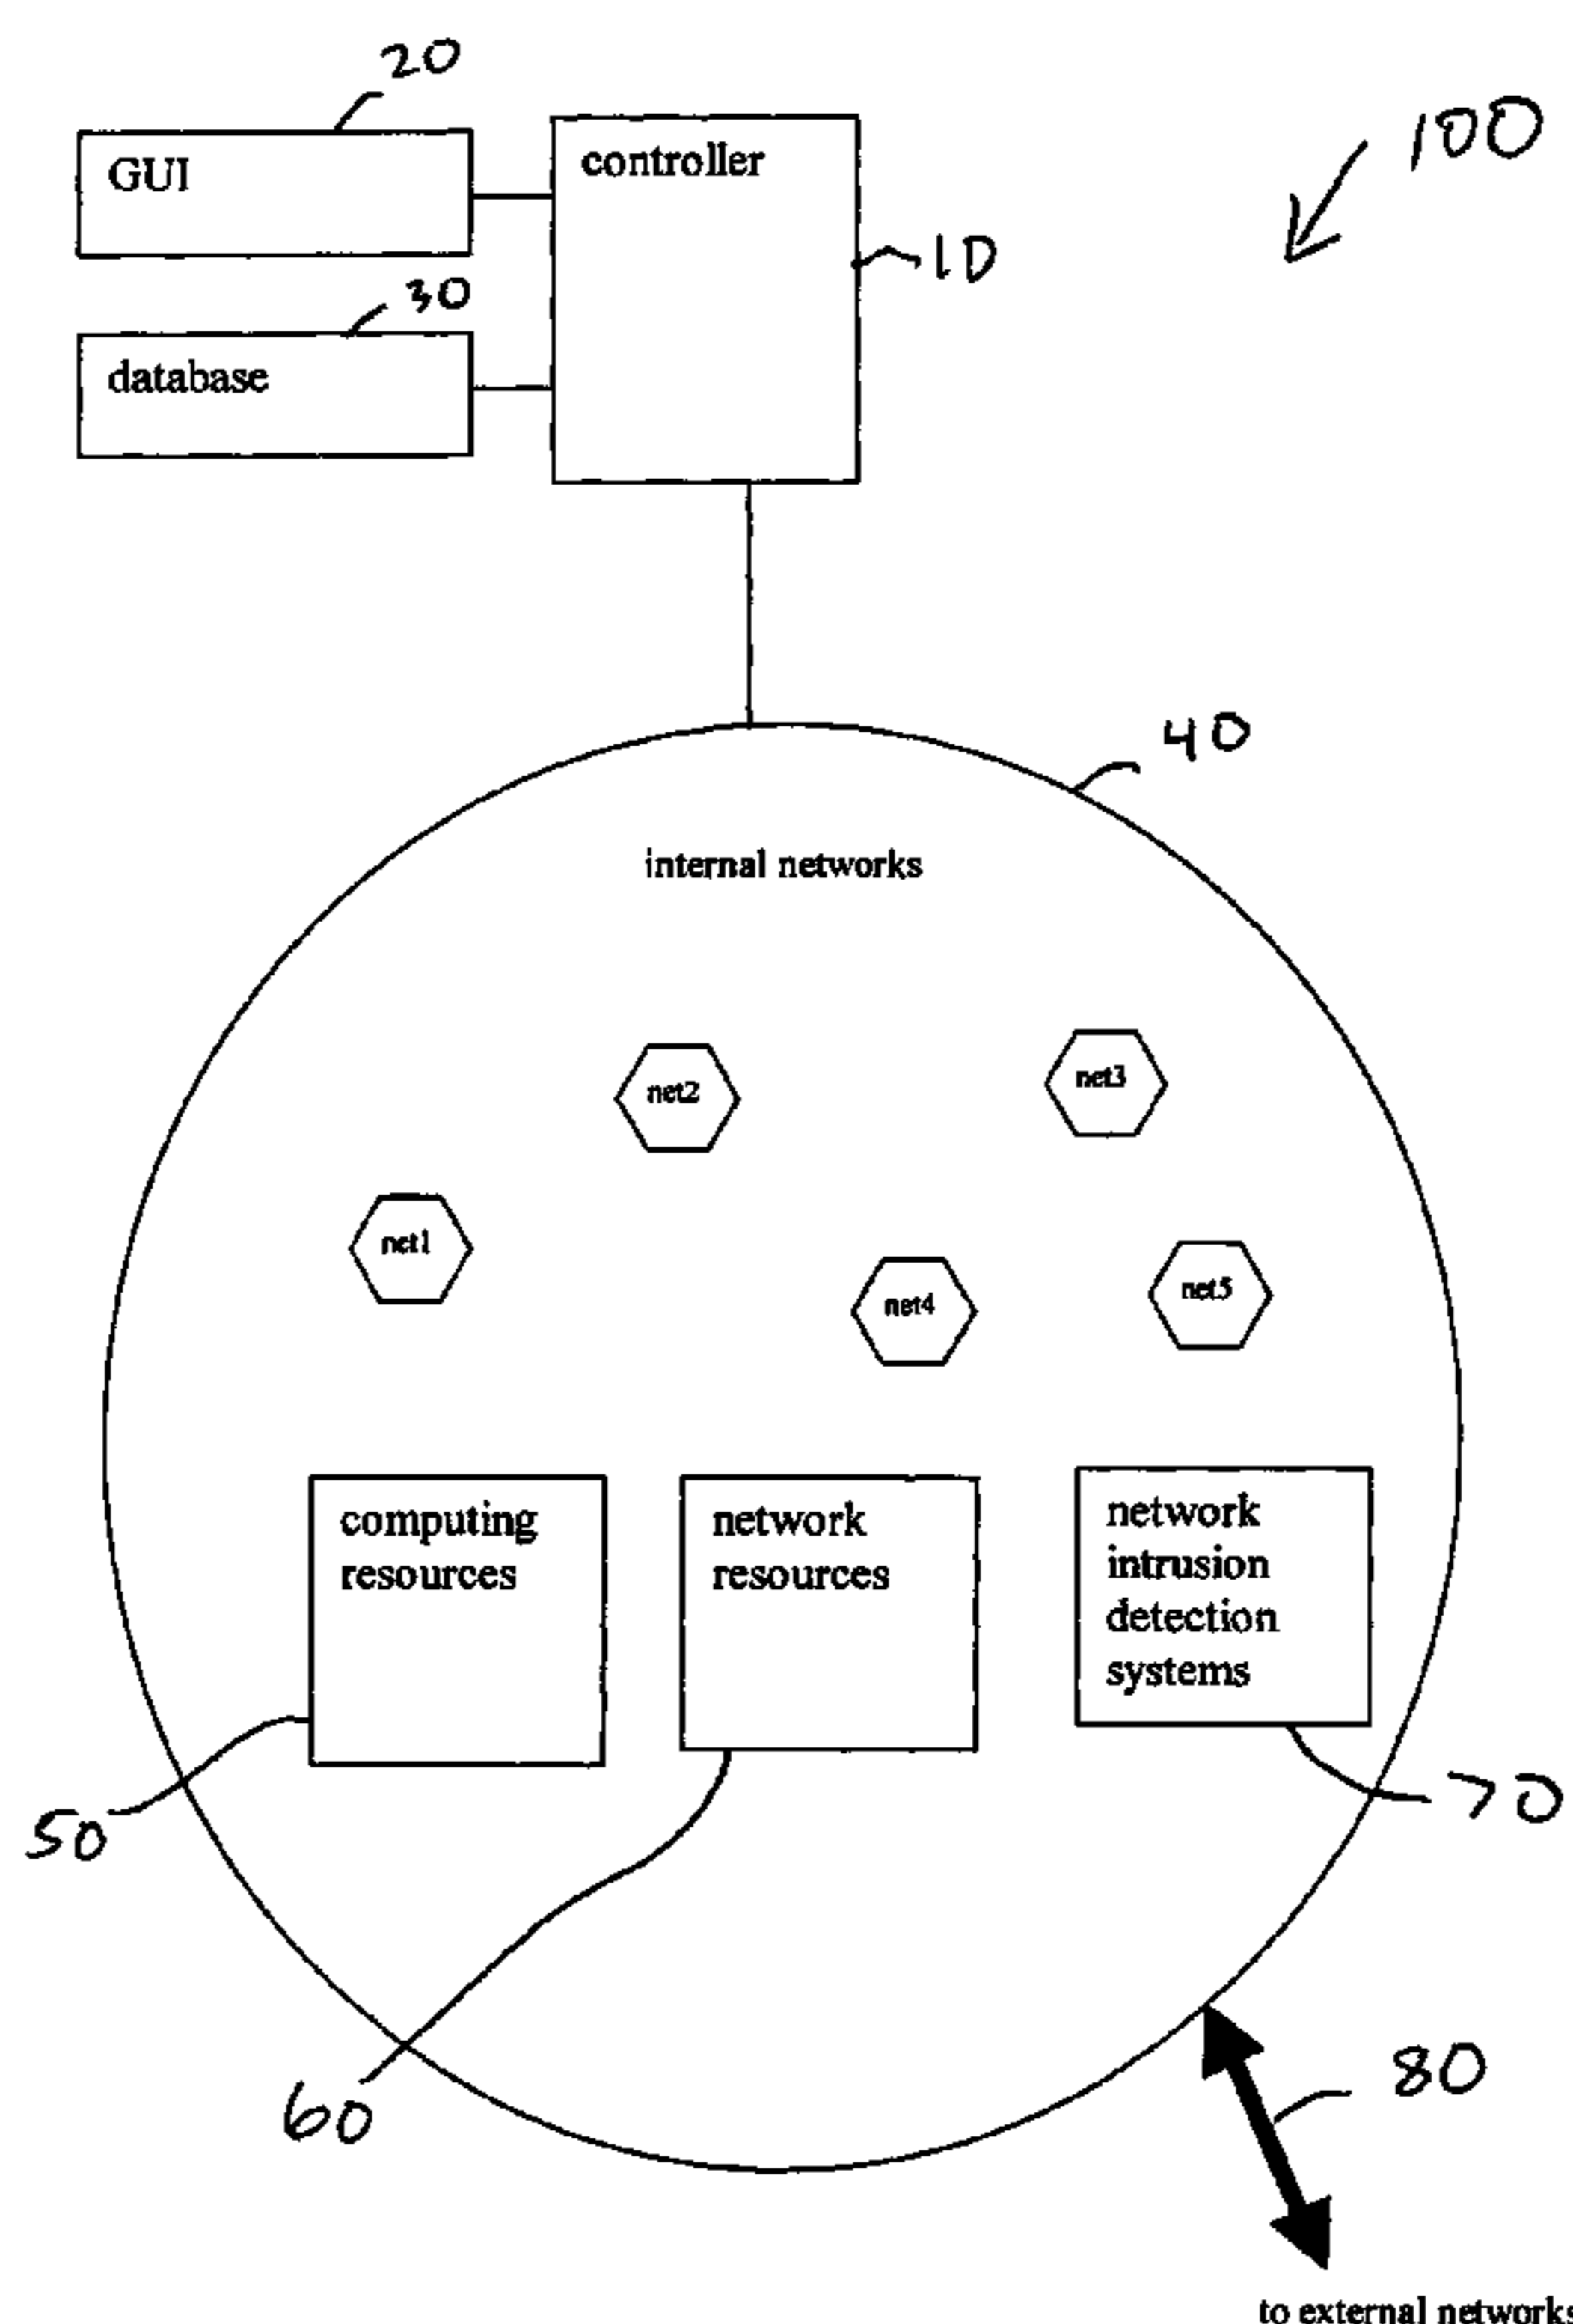 20
GUI
controller
100
10
30
database
40
internal networks
net2
net3
net1
net4
net5
computing
resources
network
resources
network
intrusion
detection
systems
50
70
60
80
to external networks